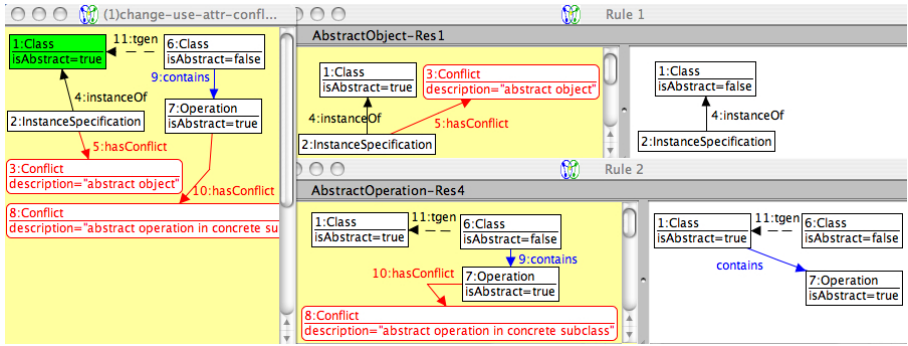 (1)change-use-attr-confl...
1:Class
isAbstract=true
11:tgen
6:Class
isAbstract=false
9:contains
4:instanceOf
7:Operation
isAbstract=true
2:InstanceSpecification
5:hasConflict
3:Conflict
description="abstract object"
10:hasConflict
8:Conflict
description="abstract operation in concrete su
Rule 1
AbstractObject-Res1
1:Class
isAbstract=true
3:Conflict
description="abstract object"
4:instanceOf
5:hasConflict
2:InstanceSpecification
1:Class
isAbstract=false
4:instanceOf
2:InstanceSpecification
Rule 2
AbstractOperation-Res4
1:Class
isAbstract=true
11:tgen
6:Class
isAbstract=false
9:contains
10:hasConflict
7:Operation
isAbstract=true
8:Conflict
description="abstract operation in concrete subclass"
1:Class
isAbstract=true
11:tgen
6:Class
isAbstract=false
contains
7:Operation
isAbstract=true